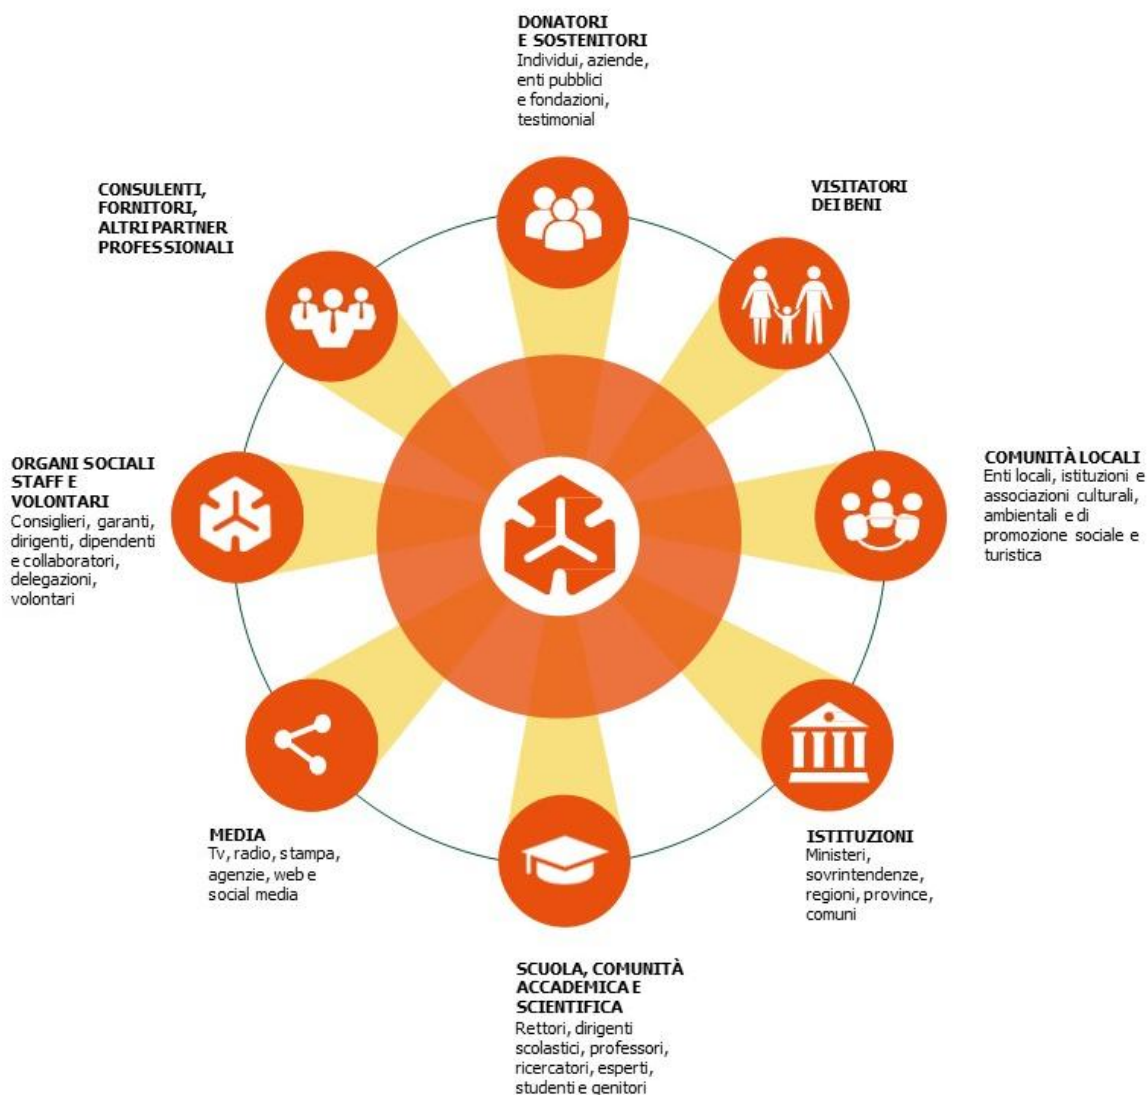 DONATORI
E SOSTENITORI
Individui, aziende,
enti pubblici
e fondazioni,
testimonial
VISITATORI
DEI BENI
CONSULENTI,
FORNITORI,
ALTRI PARTNER
PROFESSIONALI
COMUNITÀ LOCALI
Enti locali, istituzioni e
associazioni culturali,
ambientali e di
promozione sociale e
turistica
ORGANI SOCIALI
STAFF E
VOLONTARI
Consiglieri, garanti,
dirigenti, dipendenti
e collaboratori,
delegazioni,
volontari
MEDIA
Tv, radio, stampa,
agenzie, web e
social media
ISTITUZIONI
Ministeri,
sovrintendenze,
regioni, province,
comuni
SCUOLA, COMUNITÀ
ACCADEMICA E
SCIENTIFICA
Rettori, dirigenti
scolastici, professori,
ricercatori, esperti,
studenti e genitori